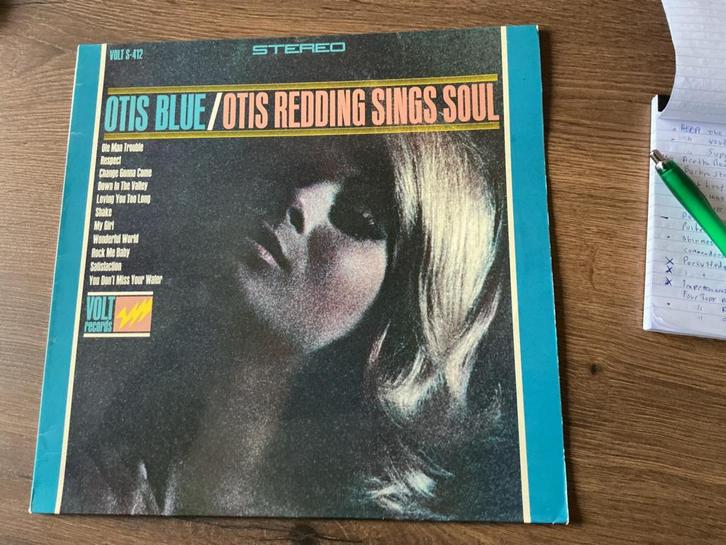 VOLT S-412
STEREO
OTIS BLUE/OTIS REDDING SINGS SOUL
Ole Man Trouble
Respect
Change Gonna Come
Down In The Valley
Loving You Too Long
Shake
My Girl
Wonderful World
Rock Me Baby
Satisfaction
You Don't Miss Your Water
VOLT
records
Aretha